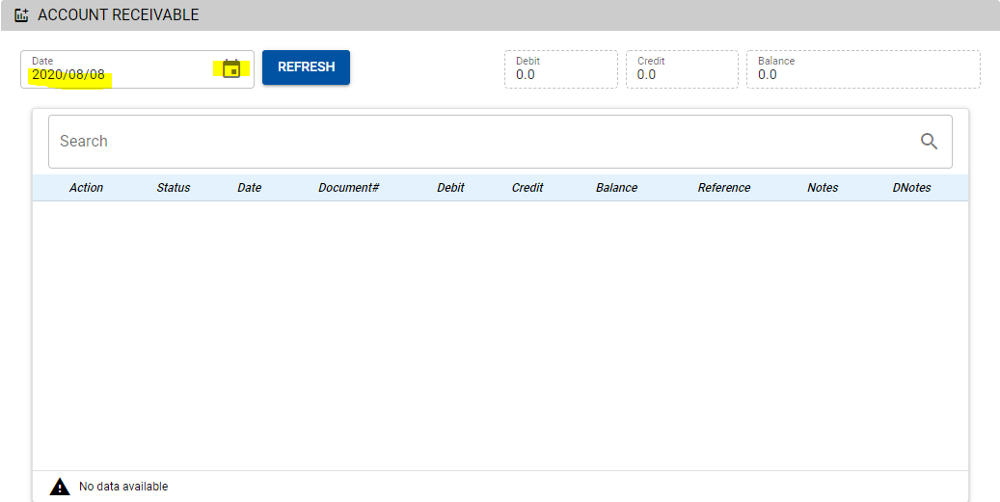 ACCOUNT RECEIVABLE
Date
2020/08/08
REFRESH
Debit
0.0
Credit
0.0
Balance
0.0
Search
Action Status Date Document# Debit Credit Balance Reference Notes DNotes
No data available